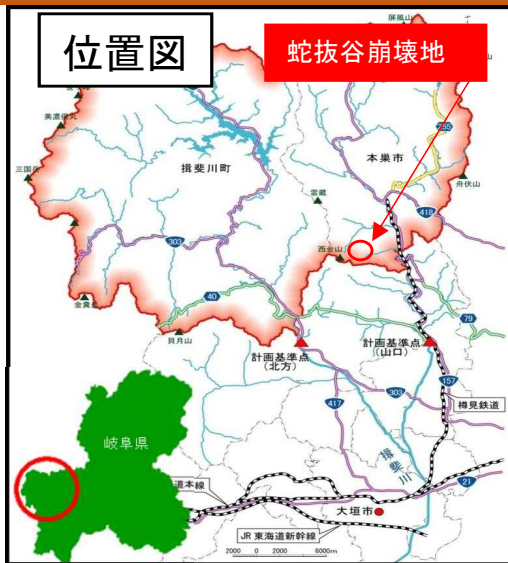 位置図
蛇抜谷崩壊地
屏風山
美濃俣丸
三国岳
揖斐川町
雷蔵
本巣市
舟伏山
418
303
西台山
40
金糞岳
貝月山
計画基準点
(北方)
計画基準点
(山口)
79
303
157
417
樽見鉄道
揖斐川
岐阜県
道本線
21
大垣市
JR 東海道新幹線
2000 0 2000 6000m